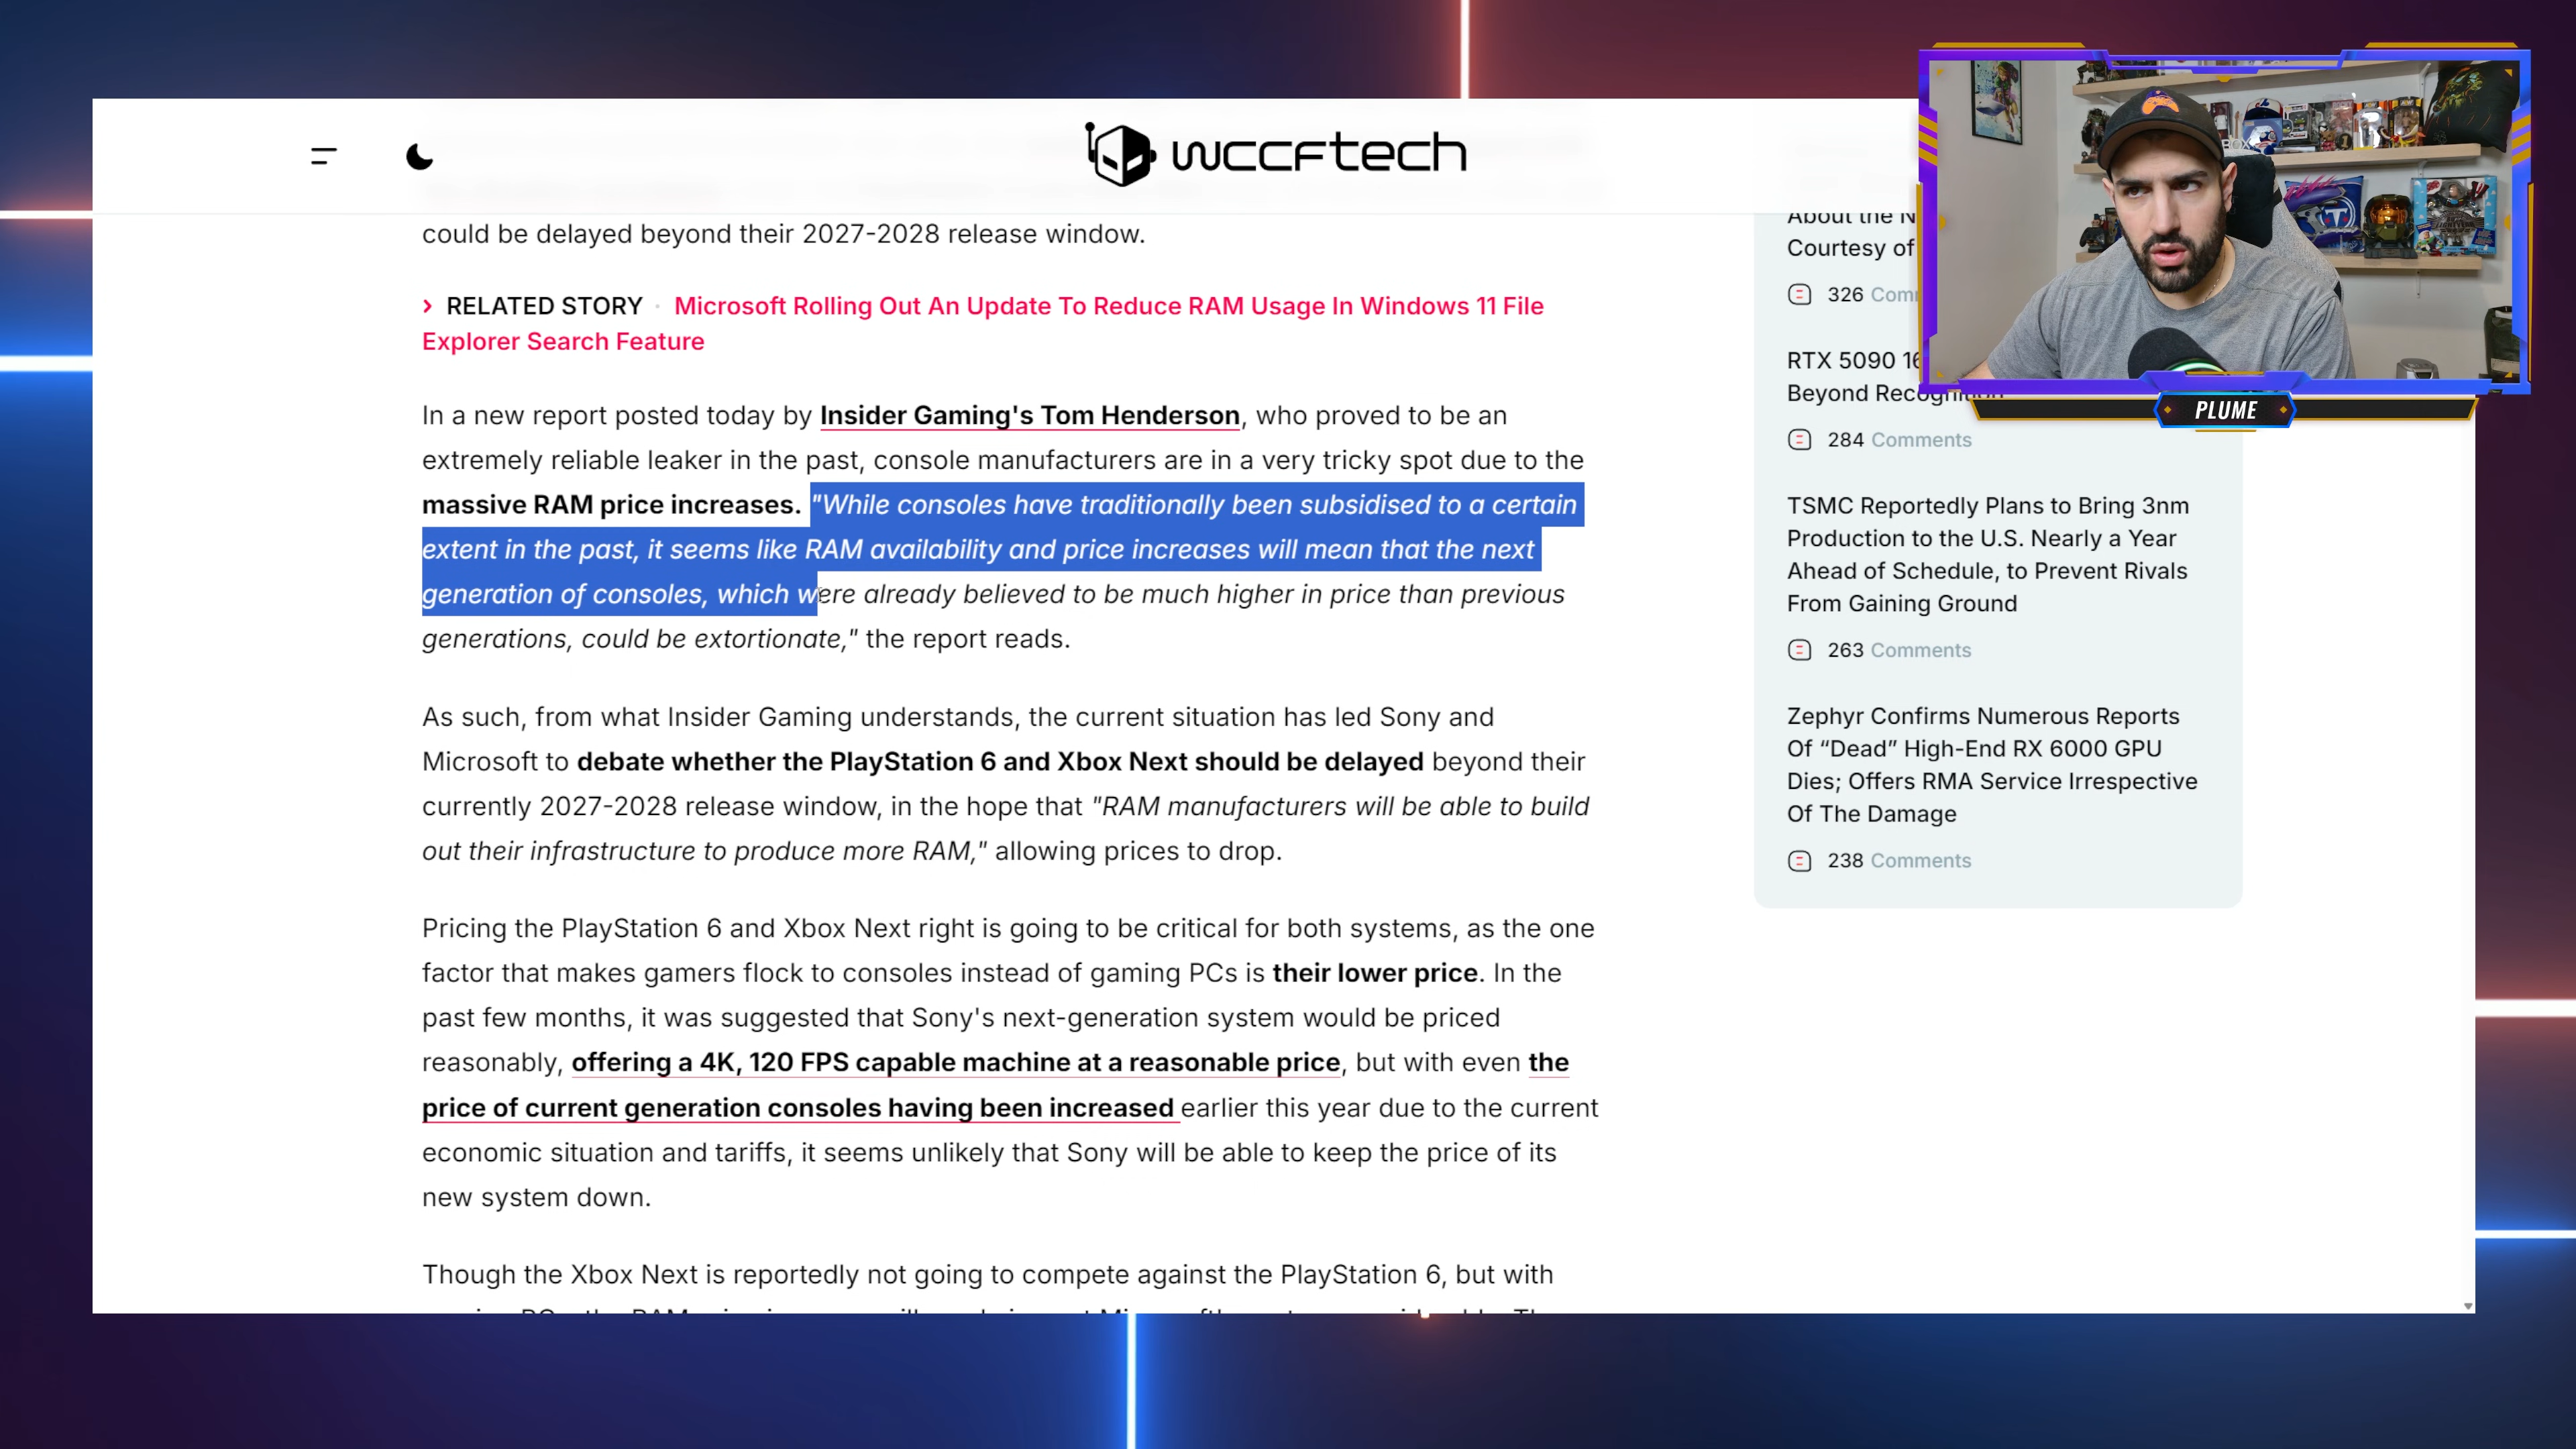 wccftech
could be delayed beyond their 2027-2028 release window.
RELATED STORY · Microsoft Rolling Out An Update To Reduce RAM Usage In Windows 11 File
Explorer Search Feature
In a new report posted today by Insider Gaming's Tom Henderson, who proved to be an
extremely reliable leaker in the past, console manufacturers are in a very tricky spot due to the
massive RAM price increases. "While consoles have traditionally been subsidised to a certain
extent in the past, it seems like RAM availability and price increases will mean that the next
generation of consoles, which were already believed to be much higher in price than previous
generations, could be extortionate," the report reads.
As such, from what Insider Gaming understands, the current situation has led Sony and
Microsoft to debate whether the PlayStation 6 and Xbox Next should be delayed beyond their
currently 2027-2028 release window, in the hope that "RAM manufacturers will be able to build
out their infrastructure to produce more RAM," allowing prices to drop.
Pricing the PlayStation 6 and Xbox Next right is going to be critical for both systems, as the one
factor that makes gamers flock to consoles instead of gaming PCs is their lower price. In the
past few months, it was suggested that Sony's next-generation system would be priced
reasonably, offering a 4K, 120 FPS capable machine at a reasonable price, but with even the
price of current generation consoles having been increased earlier this year due to the current
economic situation and tariffs, it seems unlikely that Sony will be able to keep the price of its
new system down.
Though the Xbox Next is reportedly not going to compete against the PlayStation 6, but with
About the
Courtesy of
326
RTX 5090
Beyond Recognition
284 Comments
TSMC Reportedly Plans to Bring 3nm
Production to the U.S. Nearly a Year
Ahead of Schedule, to Prevent Rivals
From Gaining Ground
263 Comments
Zephyr Confirms Numerous Reports
Of “Dead” High-End RX 6000 GPU
Dies; Offers RMA Service Irrespective
Of The Damage
238 Comments
PLUME